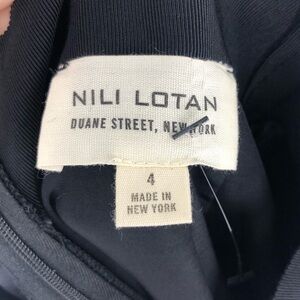 NILI LOTAN
DUANE STREET, NEW YORK
4
MADE IN
NEW YORK